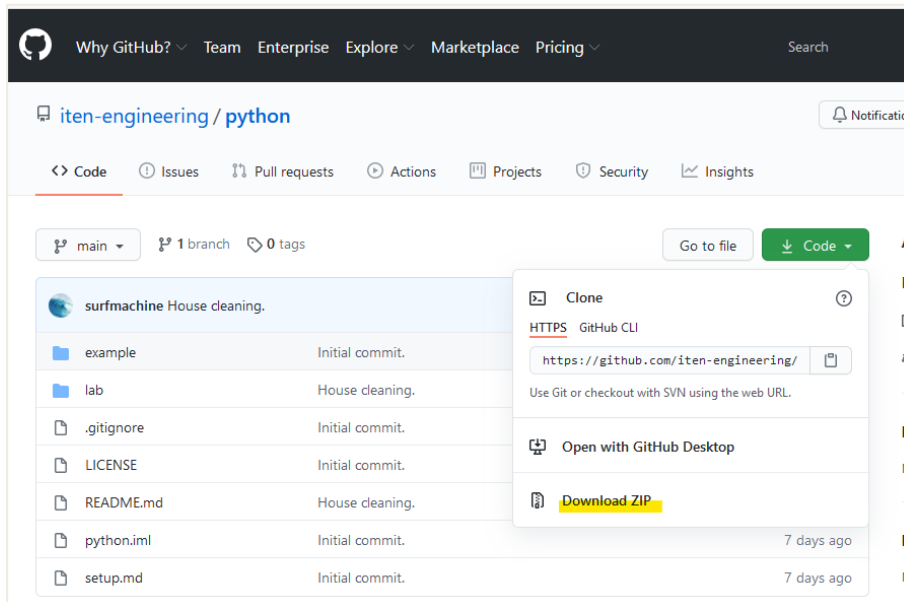 Why GitHub? Team Enterprise Explore Marketplace Pricing Search
iten-engineering / python
Notificatio
Code Issues Pull requests Actions Projects Security Insights
main 1 branch 0 tags Go to file Code
surfmachine House cleaning.
example Initial commit.
lab House cleaning.
.gitignore Initial commit.
LICENSE Initial commit.
README.md House cleaning.
python.iml Initial commit. 7 days ago
setup.md Initial commit. 7 days ago
Clone
HTTPS GitHub CLI
https://github.com/iten-engineering/
Use Git or checkout with SVN using the web URL.
Open with GitHub Desktop
Download ZIP